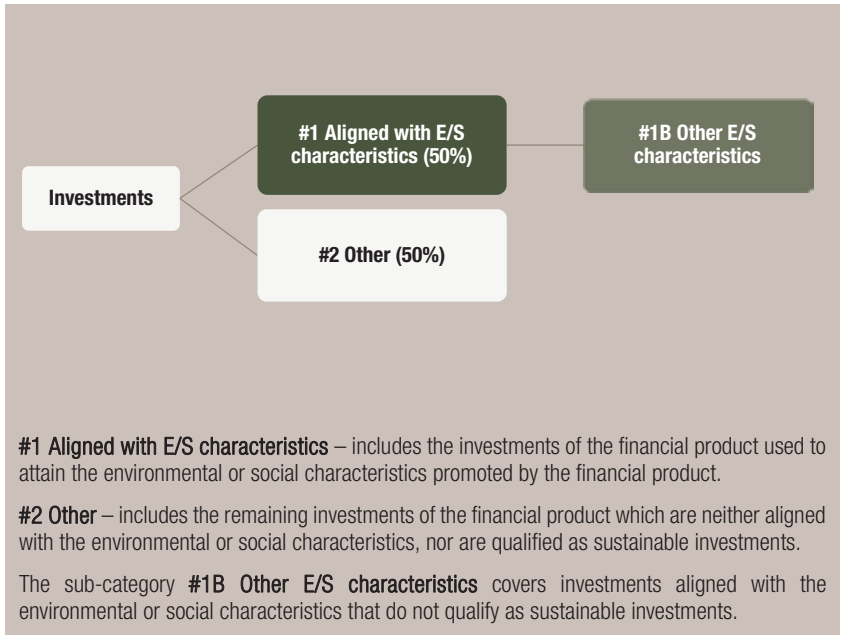 #1 Aligned with E/S
characteristics (50%)
#1B Other E/S
characteristics
Investments
#2 Other (50%)
#1 Aligned with E/S characteristics – includes the investments of the financial product used to
attain the environmental or social characteristics promoted by the financial product.
#2 Other – includes the remaining investments of the financial product which are neither aligned
with the environmental or social characteristics, nor are qualified as sustainable investments.
The sub-category #1B Other E/S characteristics covers investments aligned with the
environmental or social characteristics that do not qualify as sustainable investments.